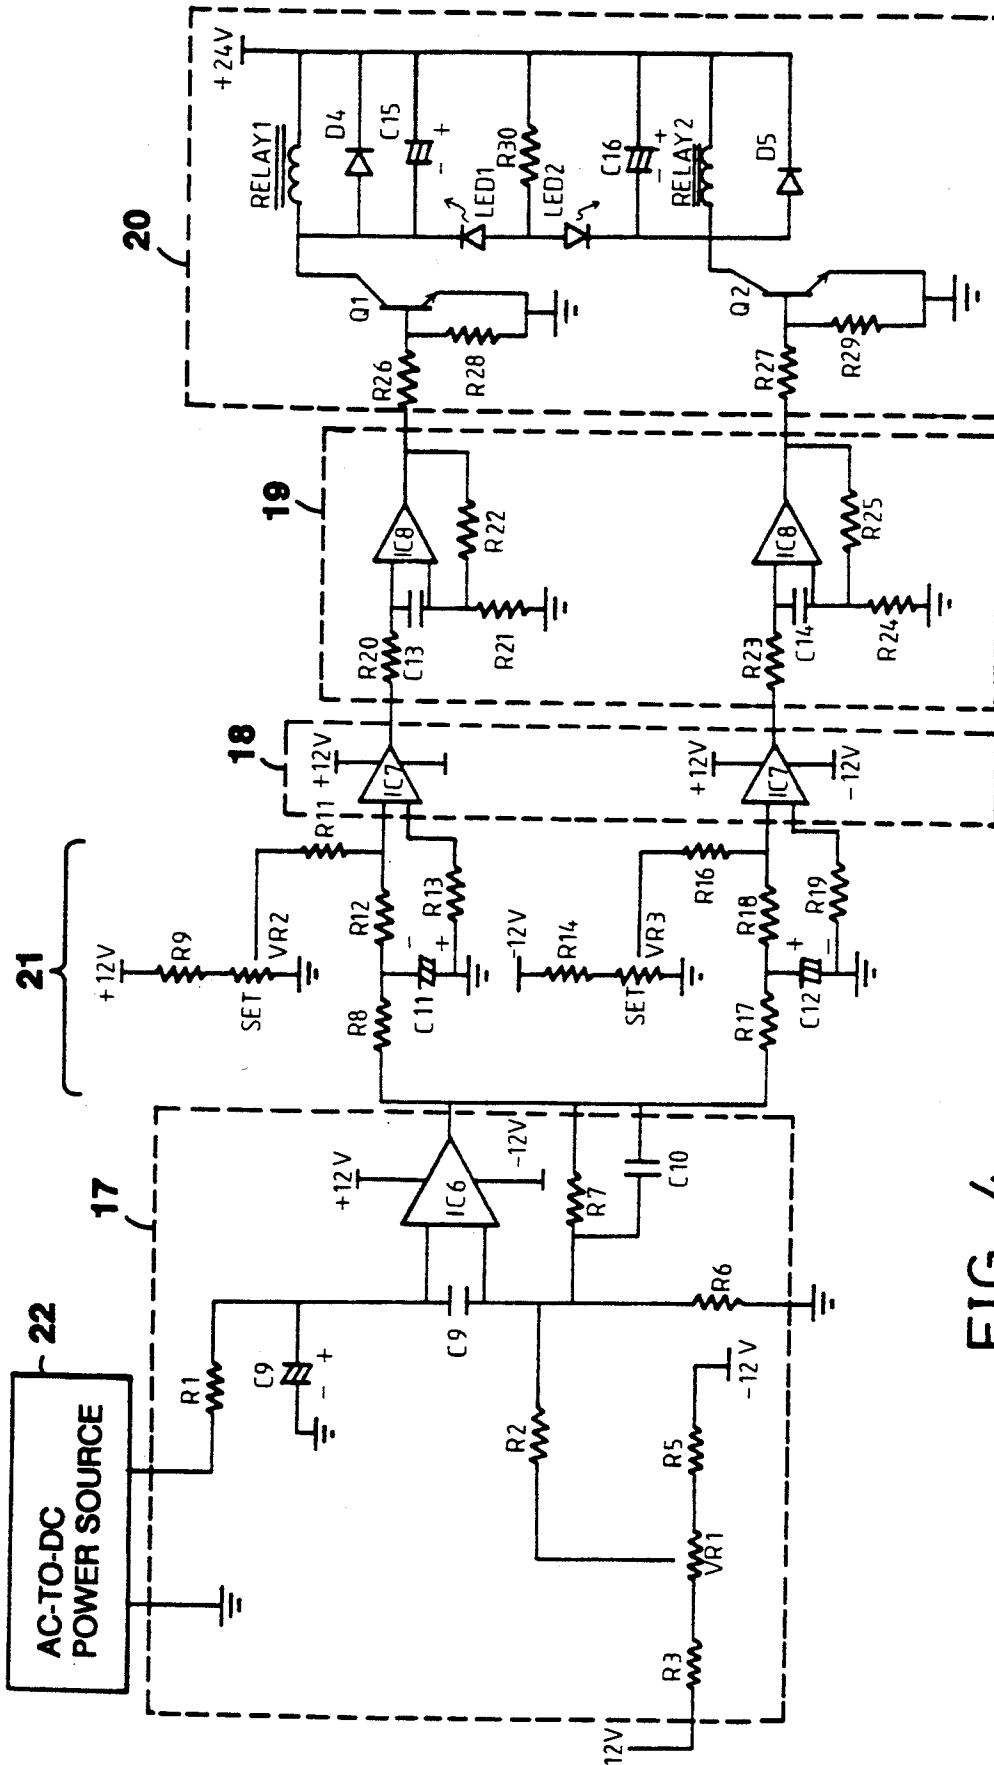 AC-TO-DC
POWER SOURCE
22
17
R1
C9
- +
C9
R2
12V
R3
VR1
R5
-12V
R6
+12V
IC6
-12V
R7
C10
21
+12V
R9
SET
VR2
R11
R8
R12
C11
-
+
R13
-12V
R14
SET
VR3
R16
R17
R18
C12
+
-
R19
18
+12V
IC7
+12V
IC7
-12V
19
R20
C13
IC8
R21
R22
R23
C14
IC8
R24
R25
20
+24V
RELAY1
D4
C15
- +
LED1
R30
LED2
C16
- +
RELAY2
D5
Q1
R26
R28
Q2
R27
R29